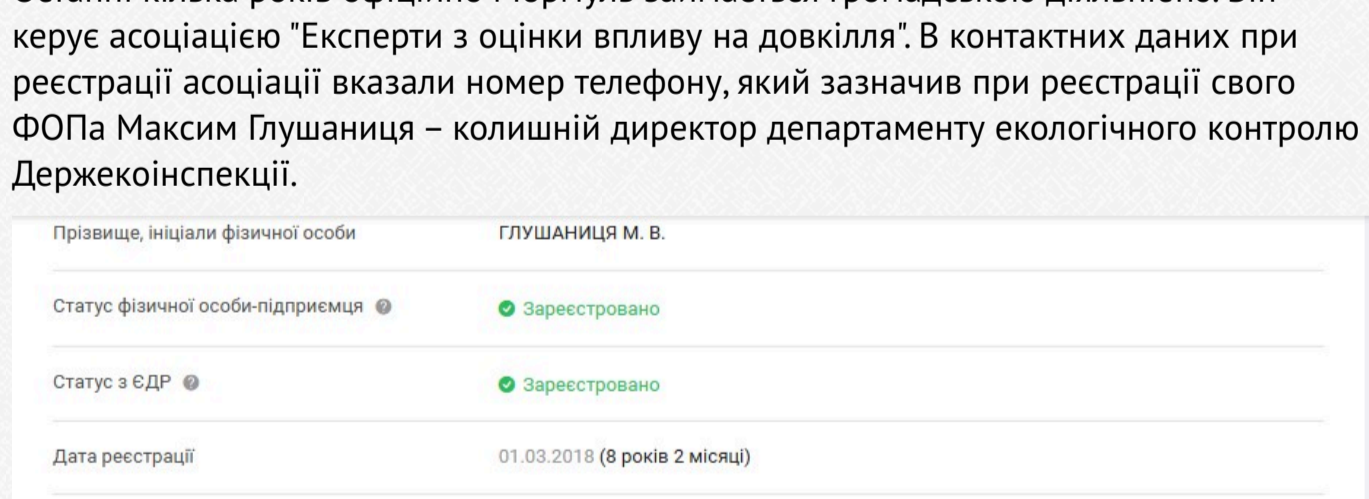 керує асоціацією "Експерти з оцінки впливу на довкілля". В контактних даних при
реєстрації асоціації вказали номер телефону, який зазначив при реєстрації свого
ФОПа Максим Глушаниця – колишній директор департаменту екологічного контролю
Держекоінспекції.
Прізвище, ініціали фізичної особи ГЛУШАНИЦЯ М. В.
Статус фізичної особи-підприємця Зареєстровано
Статус з ЄДР Зареєстровано
Дата реєстрації 01.03.2018 (8 років 2 місяці)